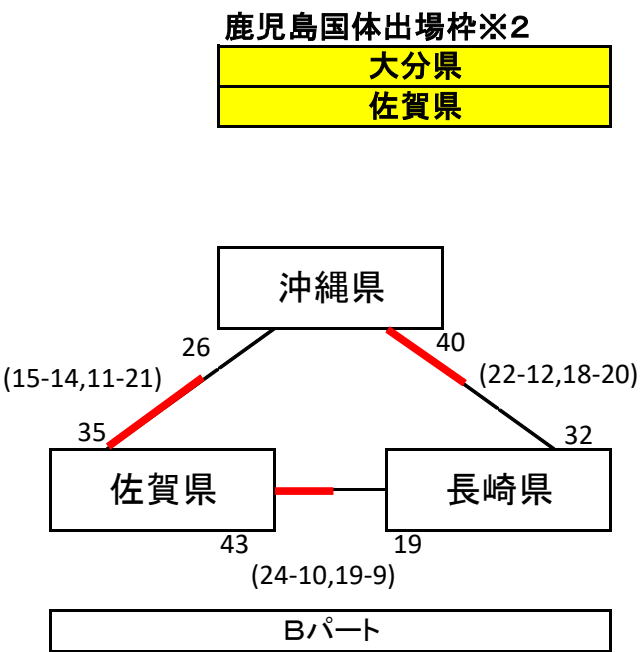 鹿児島国体出場枠※2
大分県
佐賀県
沖縄県
26
40
(15-14,11-21)
(22-12,18-20)
35
32
佐賀県
長崎県
43
19
(24-10,19-9)
Bパート